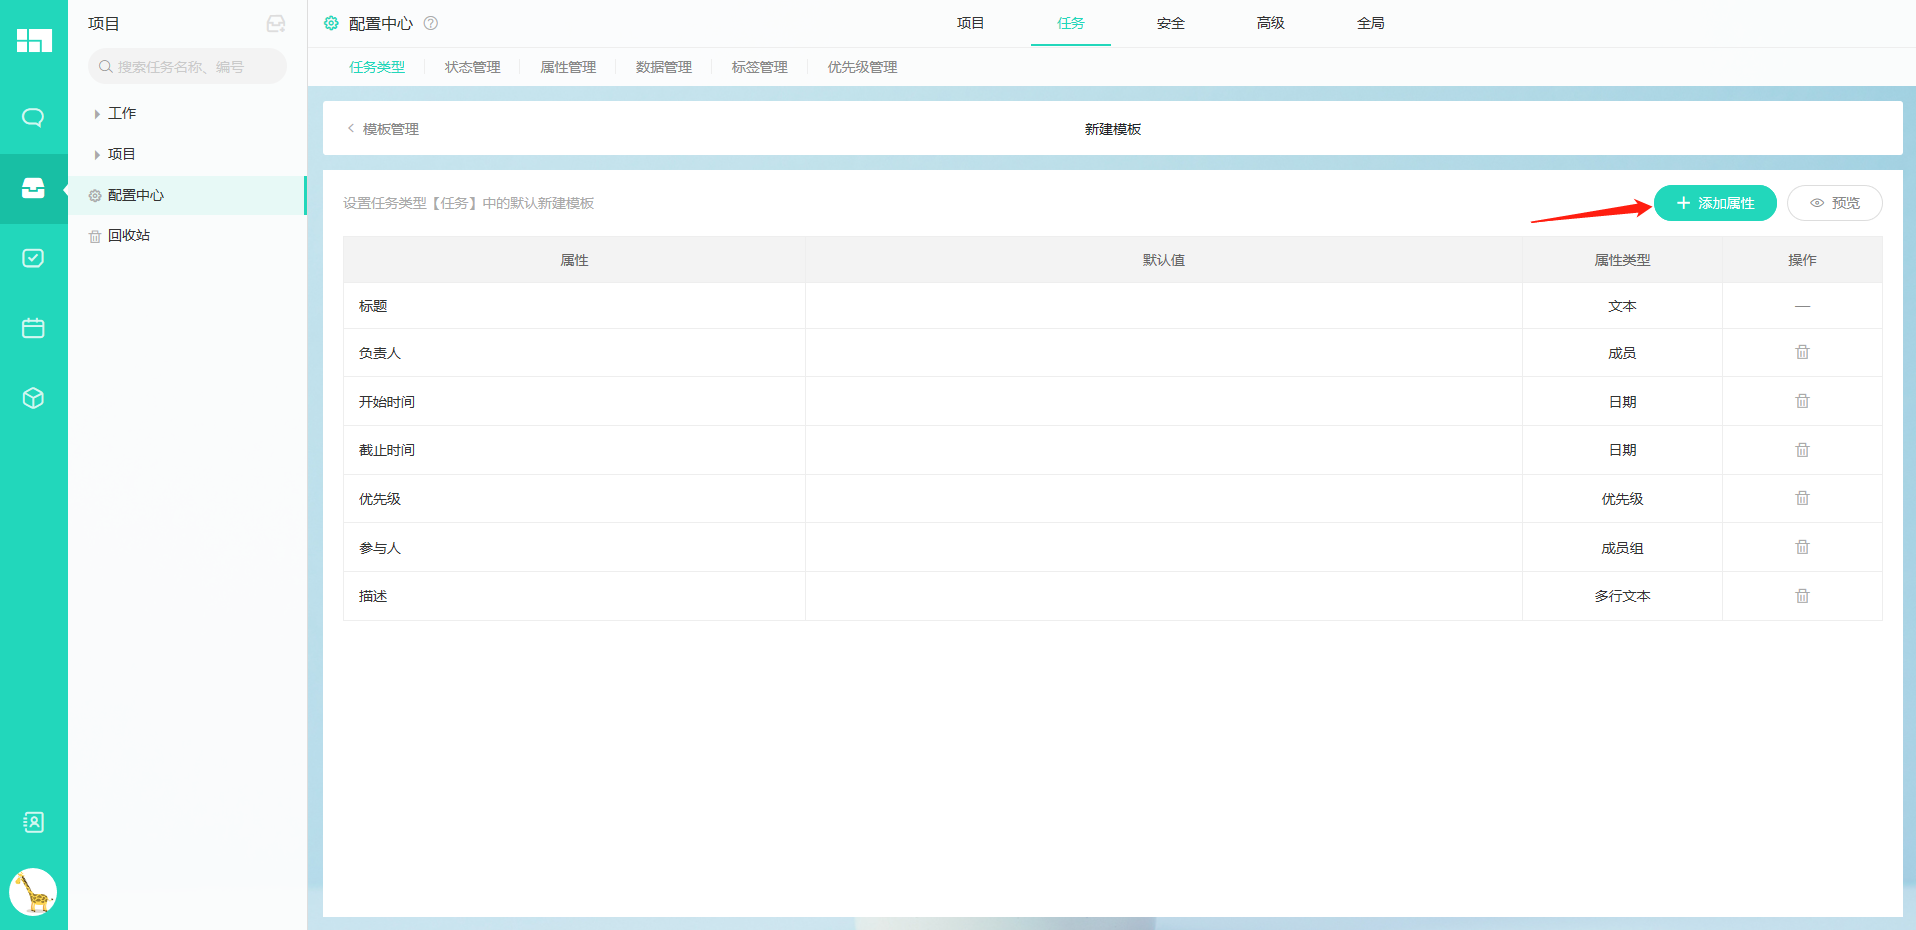 项目
搜索任务名称、编号
工作
项目
配置中心
回收站
配置中心
项目 任务 安全 高级 全局
任务类型 状态管理 属性管理 数据管理 标签管理 优先级管理
模板管理 新建模板
设置任务类型【任务】中的默认新建模板 添加属性 预览
属性 默认值 属性类型 操作
标题 文本 —
负责人 成员
开始时间 日期
截止时间 日期
优先级 优先级
参与人 成员组
描述 多行文本